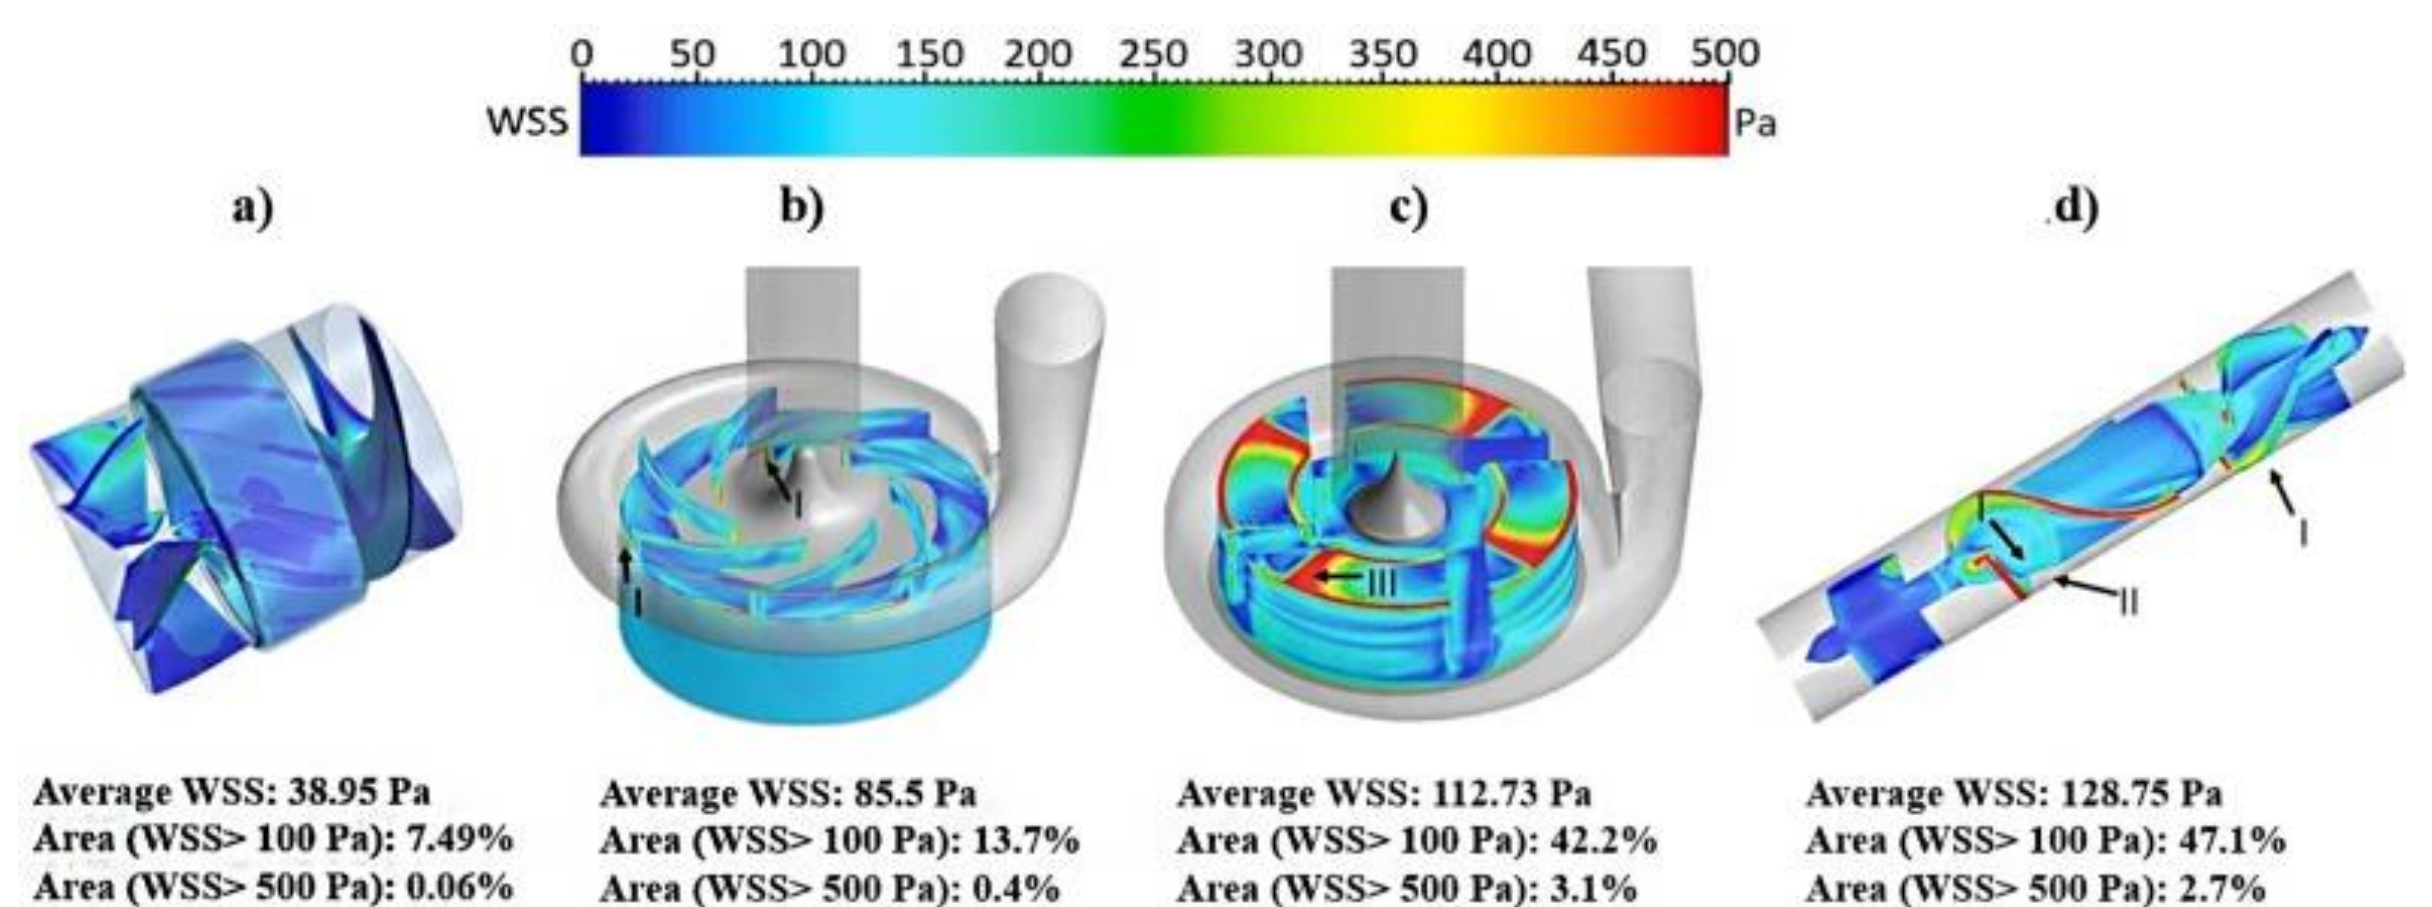 0 50 100 150 200 250 300 350 400 450 500
WSS Pa
a) b) c) .d)
I
I
III
I
I
II
Average WSS: 38.95 Pa
Area (WSS> 100 Pa): 7.49%
Area (WSS> 500 Pa): 0.06%
Average WSS: 85.5 Pa
Area (WSS> 100 Pa): 13.7%
Area (WSS> 500 Pa): 0.4%
Average WSS: 112.73 Pa
Area (WSS> 100 Pa): 42.2%
Area (WSS> 500 Pa): 3.1%
Average WSS: 128.75 Pa
Area (WSS> 100 Pa): 47.1%
Area (WSS> 500 Pa): 2.7%